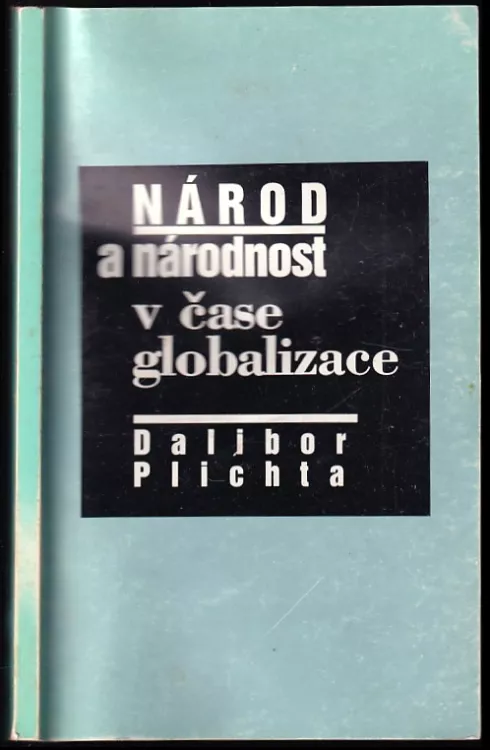 NÁROD
a národnost
v čase
globalizace
Dalibor
Plichta